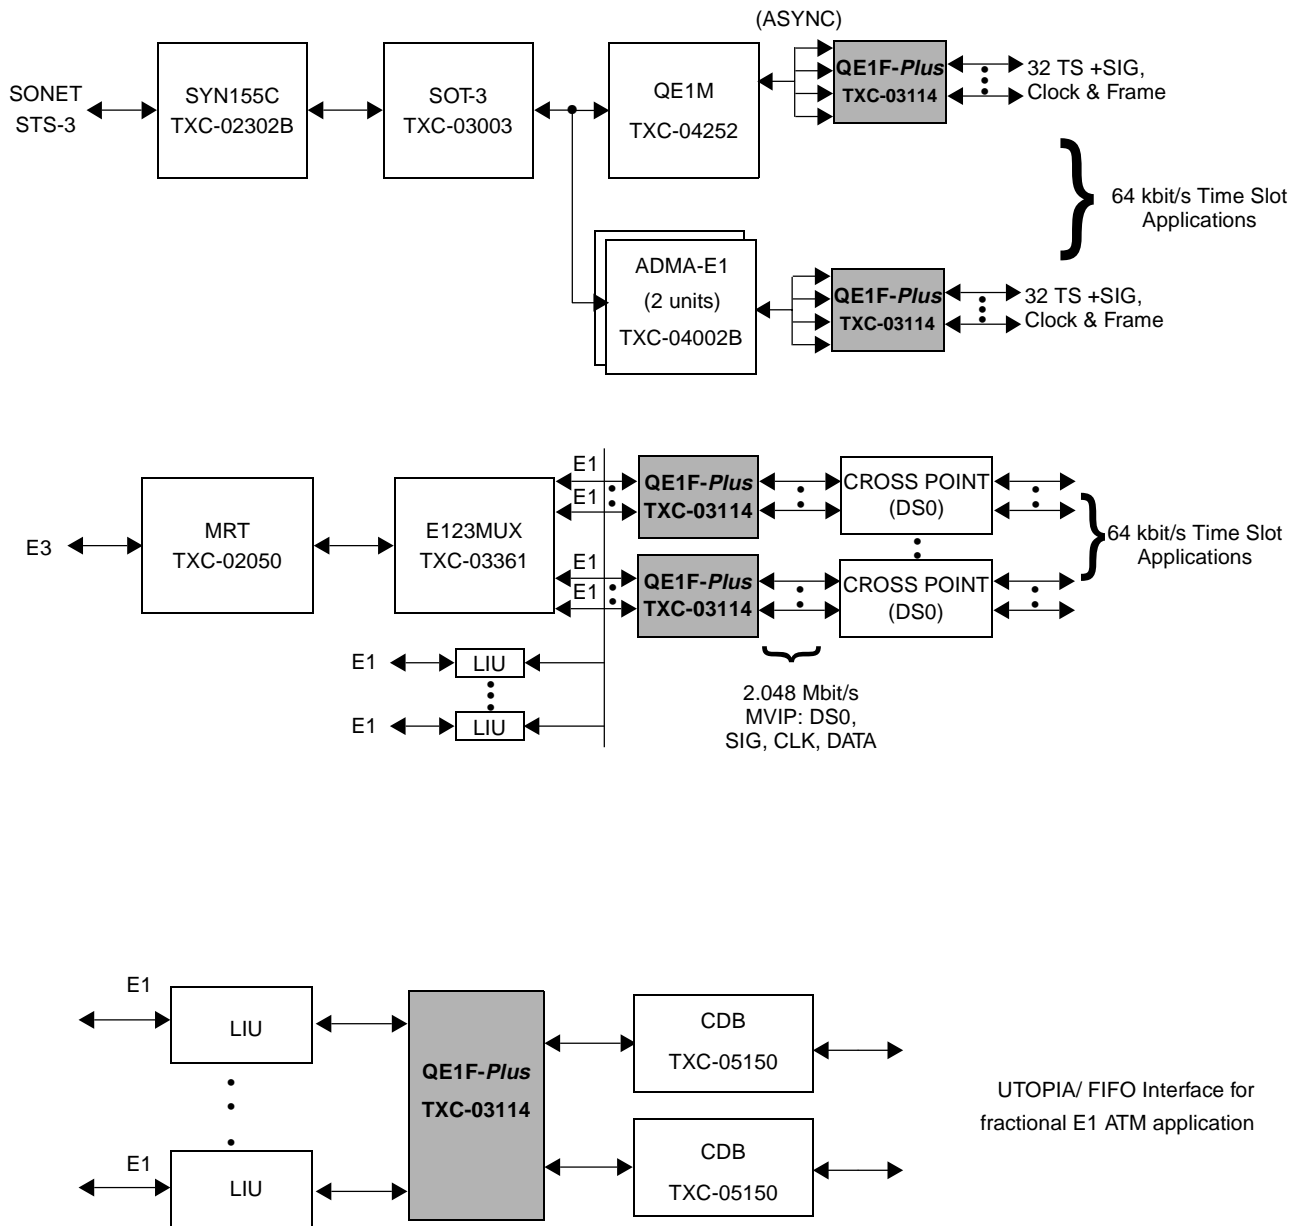 (ASYNC)
SONET
STS-3
SYN155C
TXC-02302B
SOT-3
TXC-03003
QE1M
TXC-04252
QE1F-Plus
TXC-03114
32 TS +SIG,
Clock & Frame
64 kbit/s Time Slot
Applications
ADMA-E1
(2 units)
TXC-04002B
QE1F-Plus
TXC-03114
32 TS +SIG,
Clock & Frame
E3
MRT
TXC-02050
E123MUX
TXC-03361
E1
E1
E1
E1
QE1F-Plus
TXC-03114
QE1F-Plus
TXC-03114
CROSS POINT
(DS0)
CROSS POINT
(DS0)
64 kbit/s Time Slot
Applications
E1
LIU
E1
LIU
2.048 Mbit/s
MVIP: DS0,
SIG, CLK, DATA
E1
LIU
E1
LIU
QE1F-Plus
TXC-03114
CDB
TXC-05150
CDB
TXC-05150
UTOPIA/ FIFO Interface for
fractional E1 ATM application